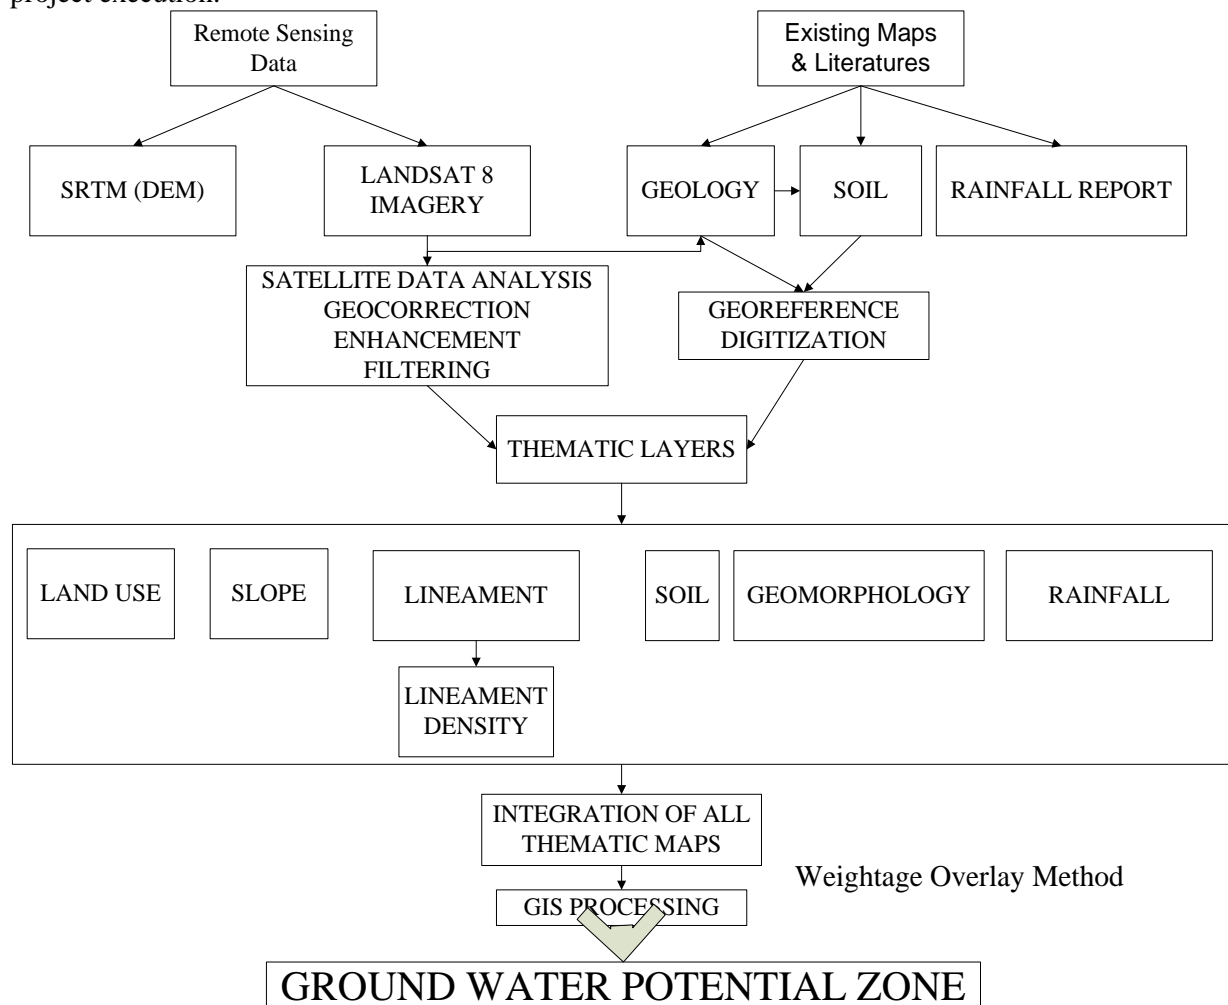 project execution.
Remote Sensing
Data
Existing Maps
& Literatures
SRTM (DEM)
LANDSAT 8
IMAGERY
GEOLOGY
SOIL
RAINFALL REPORT
SATELLITE DATA ANALYSIS
GEOCORRECTION
ENHANCEMENT
FILTERING
GEOREFERENCE
DIGITIZATION
THEMATIC LAYERS
LAND USE
SLOPE
LINEAMENT
SOIL
GEOMORPHOLOGY
RAINFALL
LINEAMENT
DENSITY
INTEGRATION OF ALL
THEMATIC MAPS
Weightage Overlay Method
GIS PROCESSING
GROUND WATER POTENTIAL ZONE